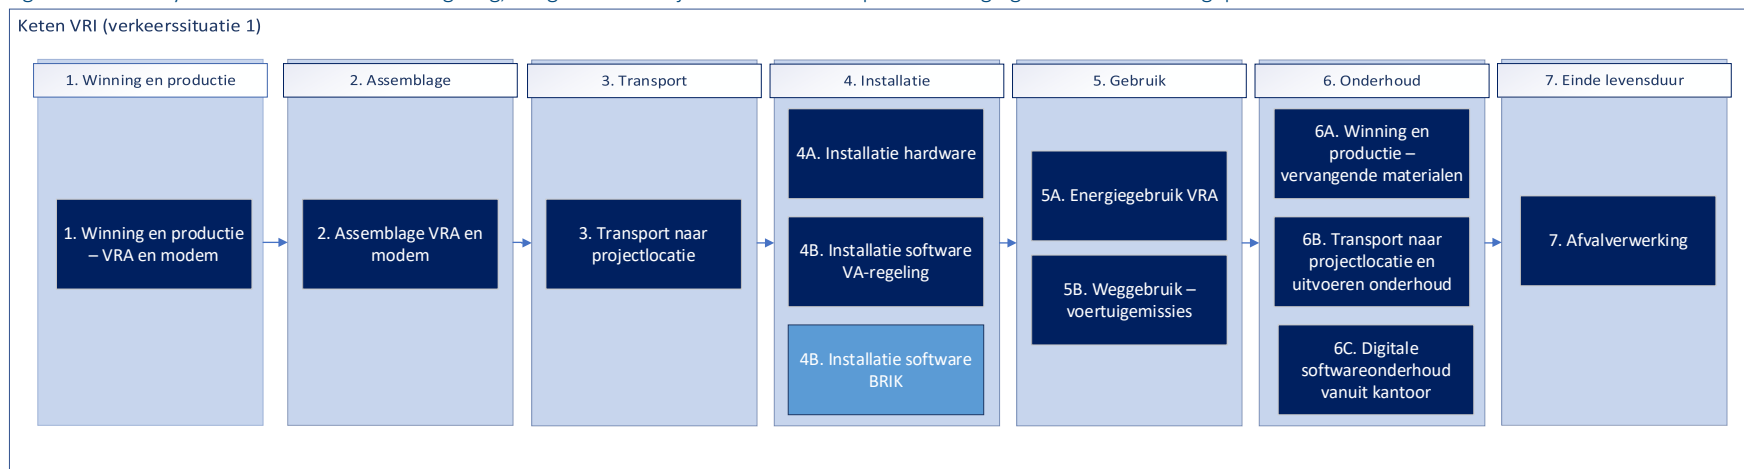 Keten VRI (verkeerssituatie 1)
1. Winning en productie
2. Assemblage
3. Transport
4. Installatie
5. Gebruik
6. Onderhoud
7. Einde levensduur
1. Winning en productie
– VRA en modem
2. Assemblage VRA en
modem
3. Transport naar
projectlocatie
4A. Installatie hardware
4B. Installatie software
VA-regeling
4B. Installatie software
BRIK
5A. Energiegebruik VRA
5B. Weggebruik –
voertuigemissies
6A. Winning en
productie –
vervangende materialen
6B. Transport naar
projectlocatie en
uitvoeren onderhoud
6C. Digitale
softwareonderhoud
vanuit kantoor
7. Afvalverwerking